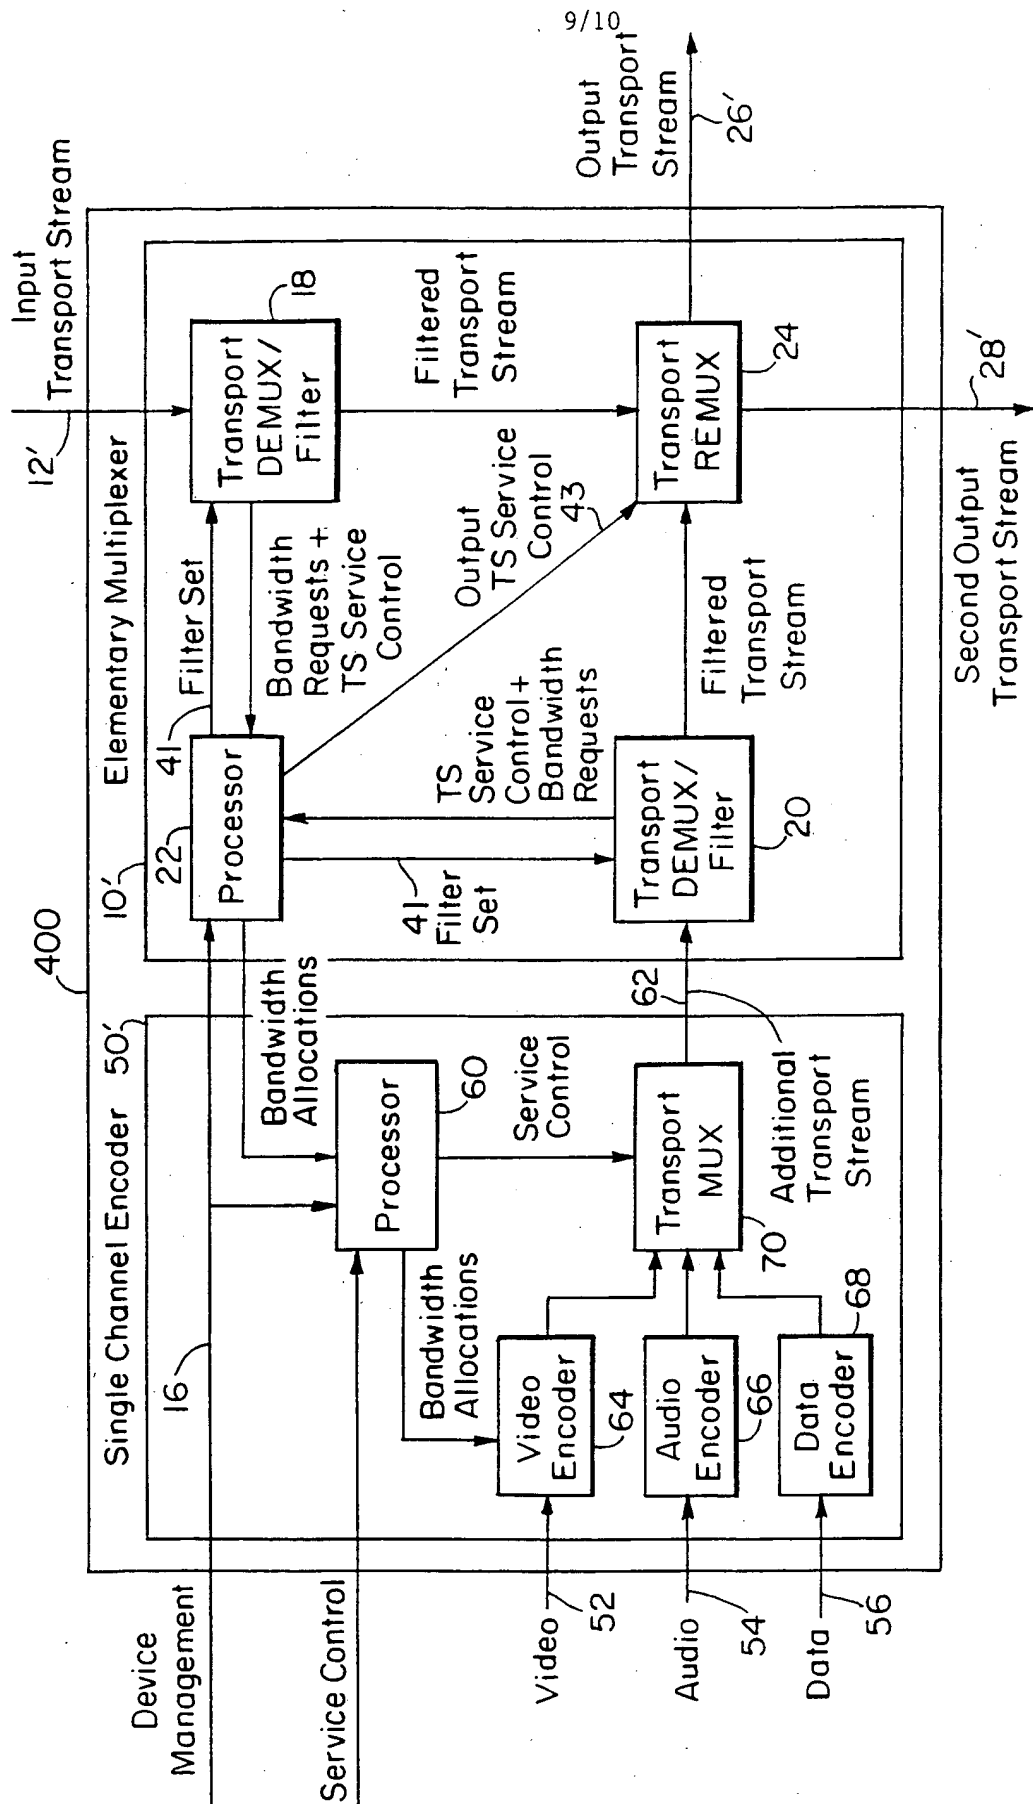 9/10
Input
Transport Stream
12'
Output
Transport
Stream
26'
400
10'
Elementary Multiplexer
Single Channel Encoder 50'
Device
Management
16
Service Control
22
Processor
41
Filter Set
Transport
DEMUX/
Filter
18
Bandwidth
Requests +
TS Service
Control
Filtered
Transport
Stream
Output
TS Service
Control
43
Transport
REMUX
24
28'
Second Output
Transport Stream
41
Filter
Set
TS
Service
Control +
Bandwidth
Requests
Transport
DEMUX/
Filter
20
Filtered
Transport
Stream
Bandwidth
Allocations
Processor
60
Service
Control
Bandwidth
Allocations
Transport
MUX
70
62
Additional
Transport
Stream
Video
52
Video
Encoder
64
Audio
54
Audio
Encoder
66
Data
56
Data
Encoder
68